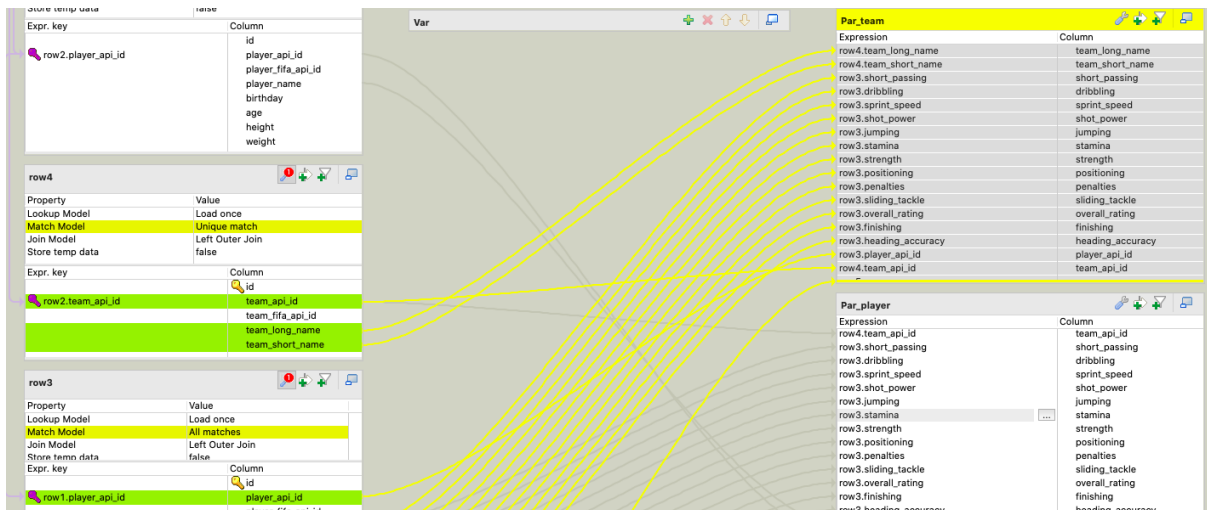 Store temp data false
Expr. key Column
id
row2.player_api_id player_api_id
player_fifa_api_id
player_name
birthday
age
height
weight
row4
Property Value
Lookup Model Load once
Match Model Unique match
Join Model Left Outer Join
Store temp data false
Expr. key Column
id
row2.team_api_id team_api_id
team_fifa_api_id
team_long_name
team_short_name
row3
Property Value
Lookup Model Load once
Match Model All matches
Join Model Left Outer Join
Store temp data false
Expr. key Column
id
row1.player_api_id player_api_id
Var
Par_team
Expression Column
row4.team_long_name team_long_name
row4.team_short_name team_short_name
row3.short_passing short_passing
row3.dribbling dribbling
row3.sprint_speed sprint_speed
row3.shot_power shot_power
row3.jumping jumping
row3.stamina stamina
row3.strength strength
row3.positioning positioning
row3.penalties penalties
row3.sliding_tackle sliding_tackle
row3.overall_rating overall_rating
row3.finishing finishing
row3.heading_accuracy heading_accuracy
row3.player_api_id player_api_id
row4.team_api_id team_api_id
Par_player
Expression Column
row4.team_api_id team_api_id
row3.short_passing short_passing
row3.dribbling dribbling
row3.sprint_speed sprint_speed
row3.shot_power shot_power
row3.jumping jumping
row3.stamina ... stamina
row3.strength strength
row3.positioning positioning
row3.penalties penalties
row3.sliding_tackle sliding_tackle
row3.overall_rating overall_rating
row3.finishing finishing
row3.heading_accuracy heading_accuracy